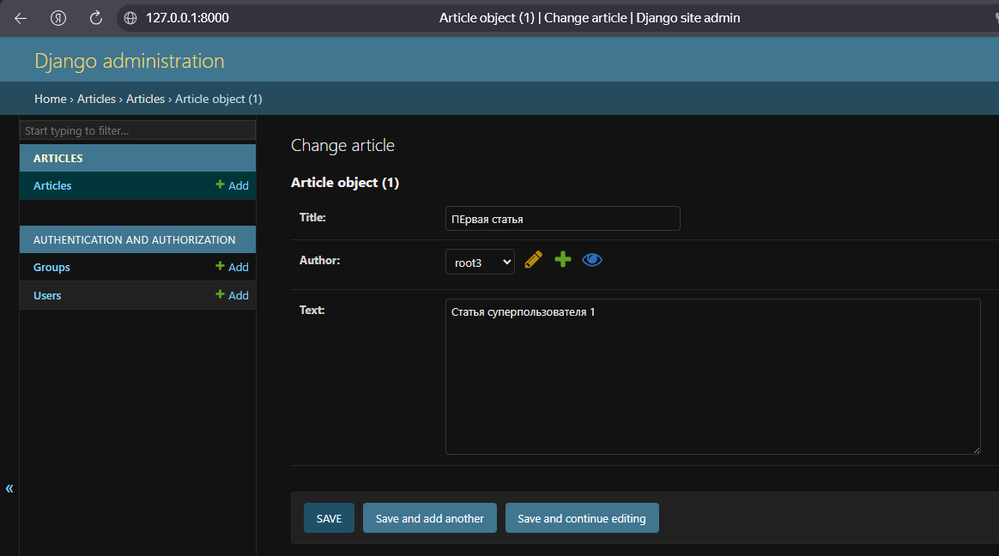 Я 127.0.0.1:8000 Article object (1) | Change article | Django site admin
Django administration
Home › Articles › Articles › Article object (1)
Start typing to filter...
ARTICLES
Articles + Add
AUTHENTICATION AND AUTHORIZATION
Groups + Add
Users + Add
«
Change article
Article object (1)
Title: ПЕрвая статья
Author: root3
Text: Статья суперпользователя 1
SAVE Save and add another Save and continue editing